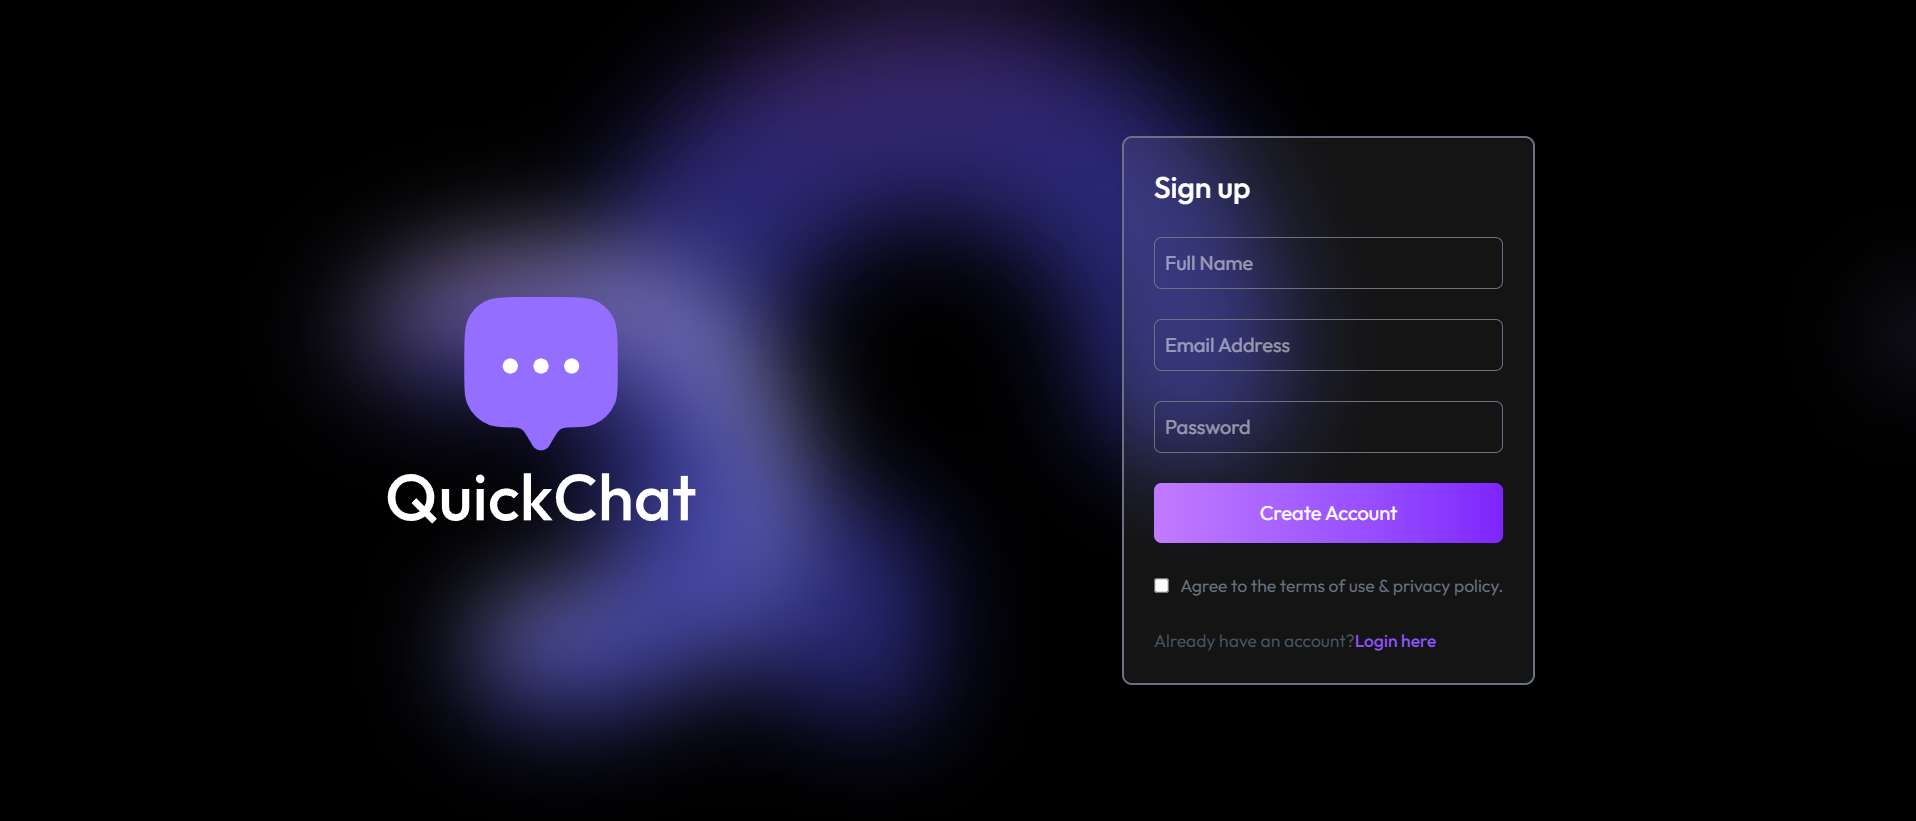 QuickChat
Sign up
Full Name
Email Address
Password
Create Account
Agree to the terms of use & privacy policy.
Already have an account?Login here